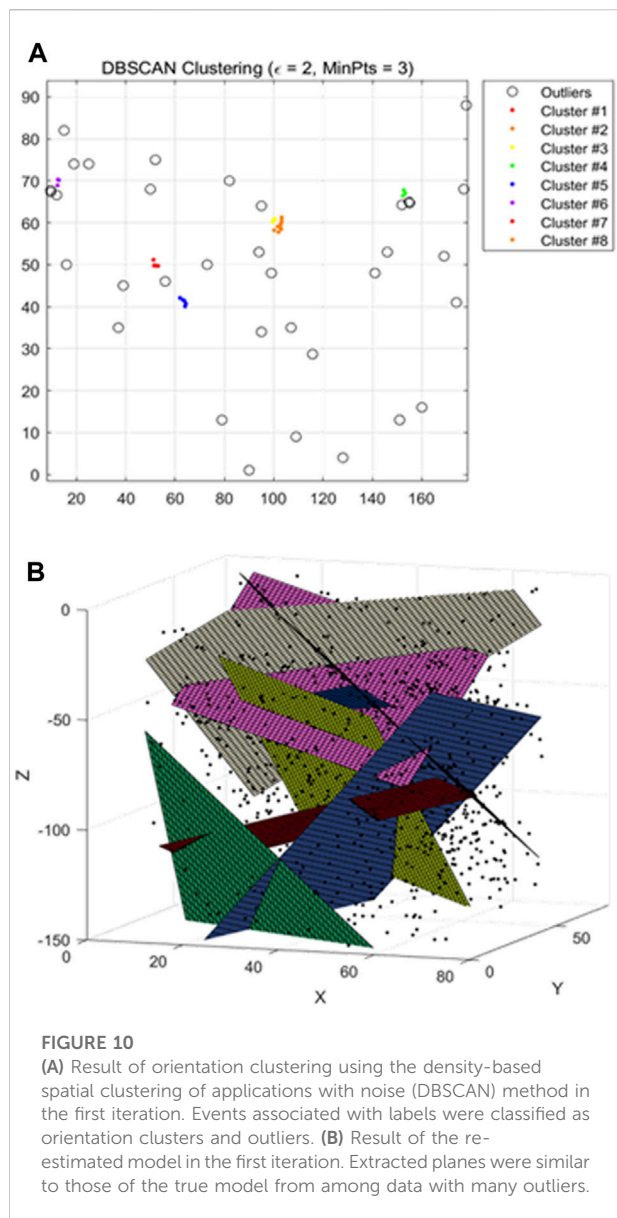 A
DBSCAN Clustering (ϵ = 2, MinPts = 3)
90
80
70
60
50
40
30
20
10
0
20
40
60
80
100
120
140
160
Outliers
Cluster #1
Cluster #2
Cluster #3
Cluster #4
Cluster #5
Cluster #6
Cluster #7
Cluster #8
B
0
-50
-100
-150
Z
0
20
40
60
80
X
0
50
Y
FIGURE 10
(A) Result of orientation clustering using the density-based
spatial clustering of applications with noise (DBSCAN) method in
the first iteration. Events associated with labels were classified as
orientation clusters and outliers. (B) Result of the re-
estimated model in the first iteration. Extracted planes were similar
to those of the true model from among data with many outliers.